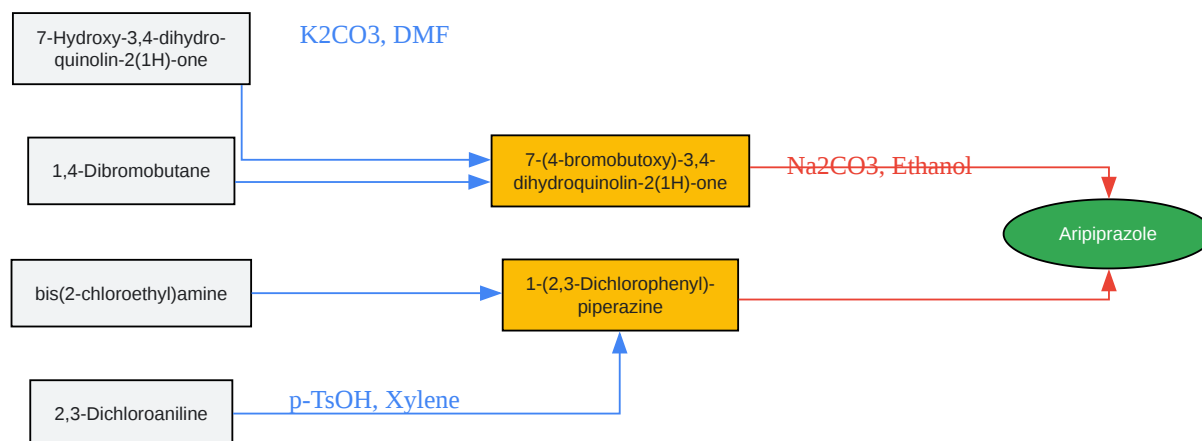 7-Hydroxy-3,4-dihydro-
quinolin-2(1H)-one
K2CO3, DMF
1,4-Dibromobutane
7-(4-bromobutoxy)-3,4-
dihydroquinolin-2(1H)-one
Na2CO3, Ethanol
Aripiprazole
bis(2-chloroethyl)amine
1-(2,3-Dichlorophenyl)-
piperazine
2,3-Dichloroaniline
p-TsOH, Xylene